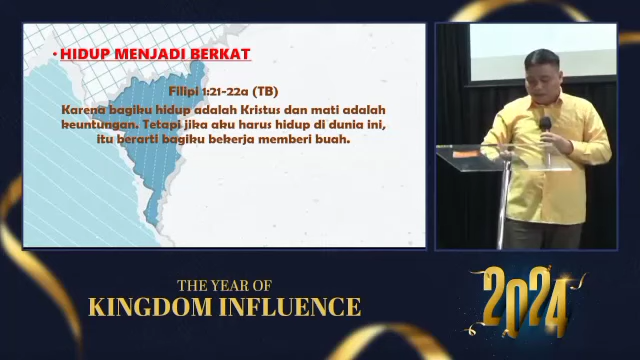 • HIDUP MENJADI BERKAT
Filipi 1:21-22a (TB)
Karena bagiku hidup adalah Kristus dan mati adalah
keuntungan. Tetapi jika aku harus hidup di dunia ini,
itu berarti bagiku bekerja memberi buah.
THE YEAR OF
KINGDOM INFLUENCE
2024